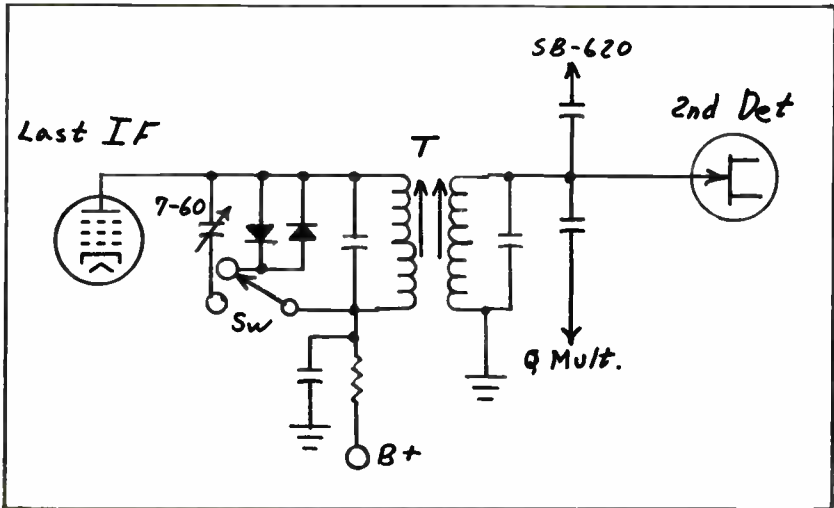 SB-620
2nd Det
Last IF
T
7-60
Sw
Q Mult.
B+